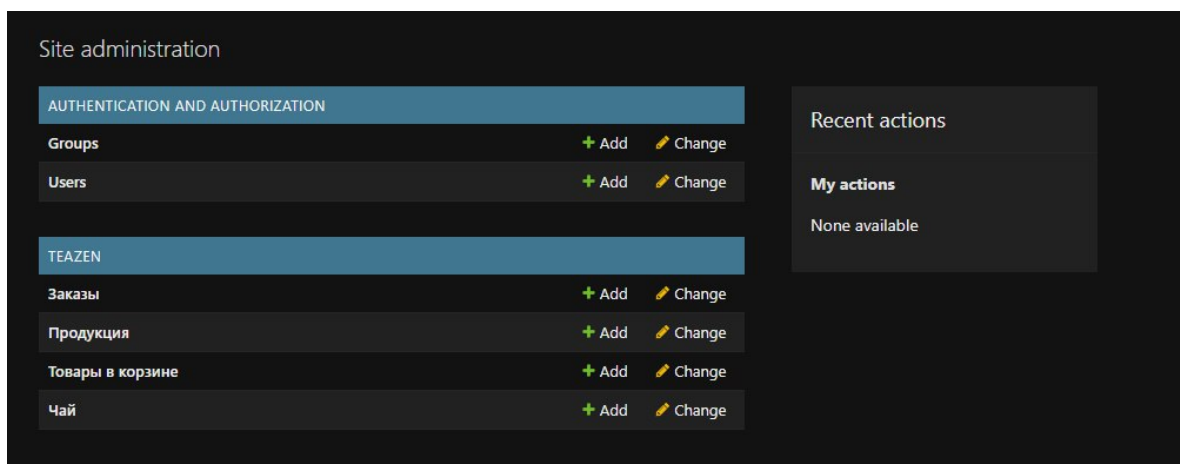 Site administration
AUTHENTICATION AND AUTHORIZATION
Groups Add Change
Users Add Change
TEAZEN
Заказы Add Change
Продукция Add Change
Товары в корзине Add Change
Чай Add Change
Recent actions
My actions
None available